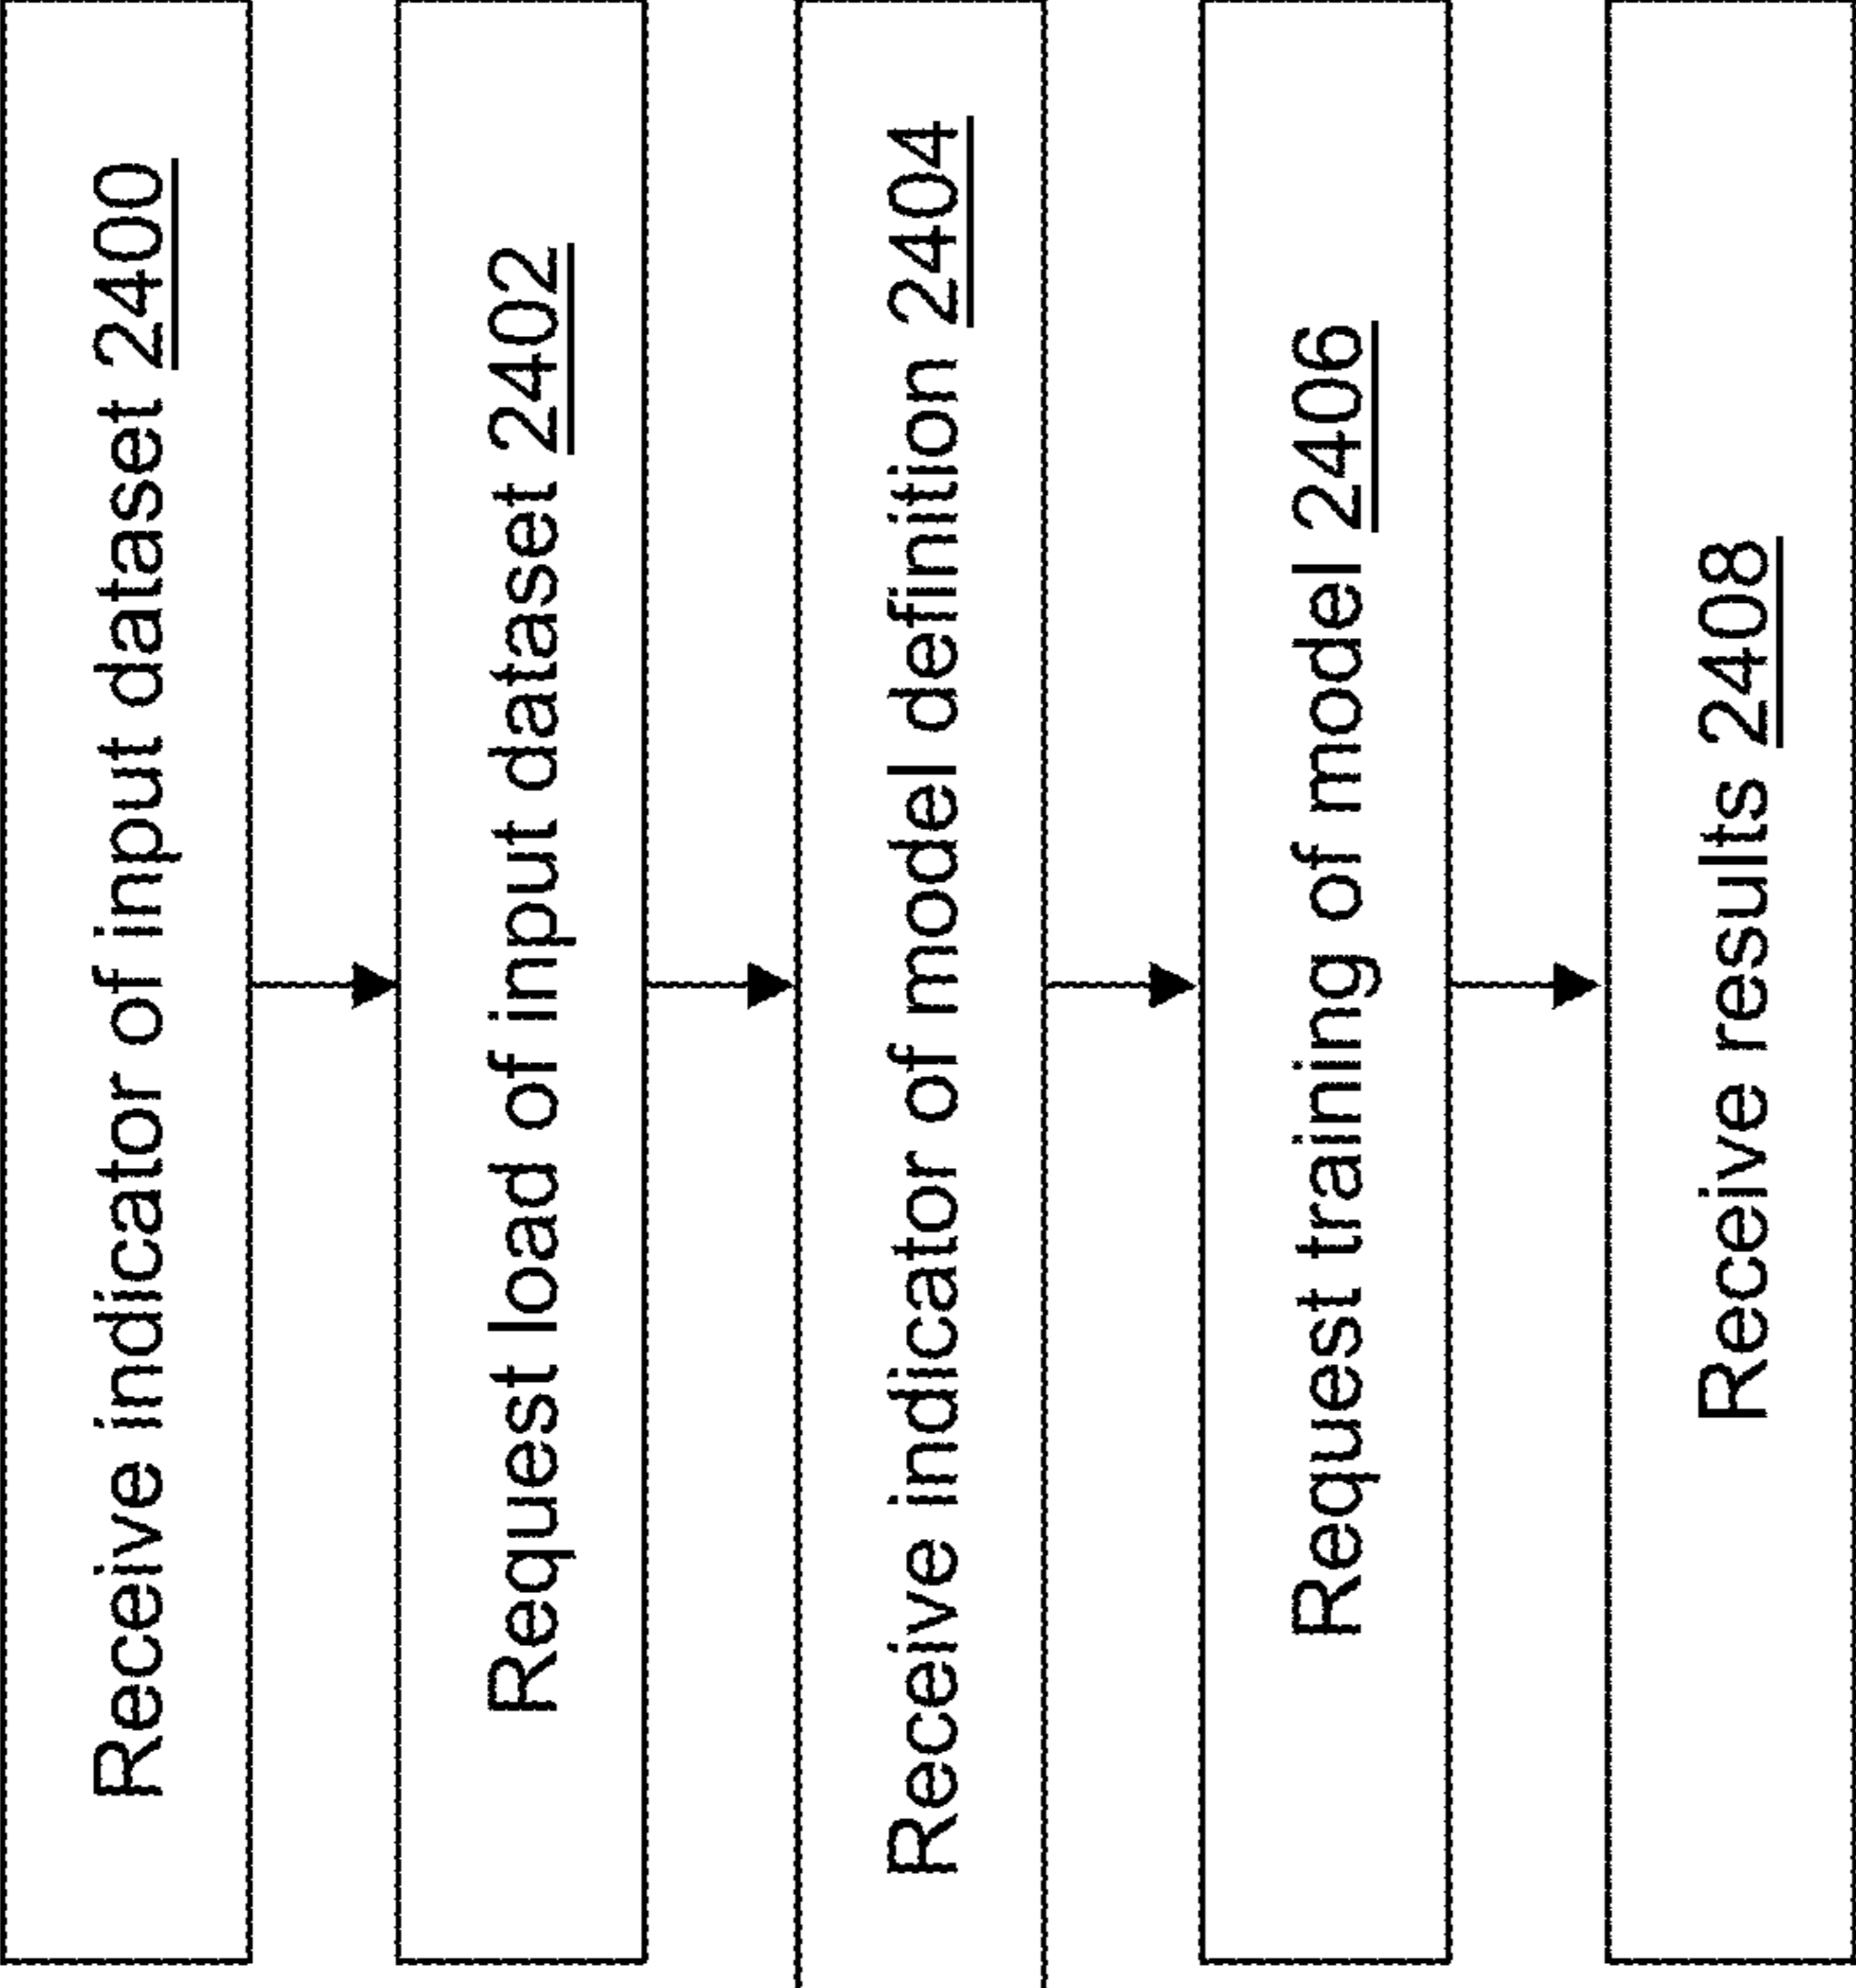 Receive indicator of input dataset 2400
Request load of input dataset 2402
Receive indicator of model definition 2404
Request training of model 2406
Receive results 2408